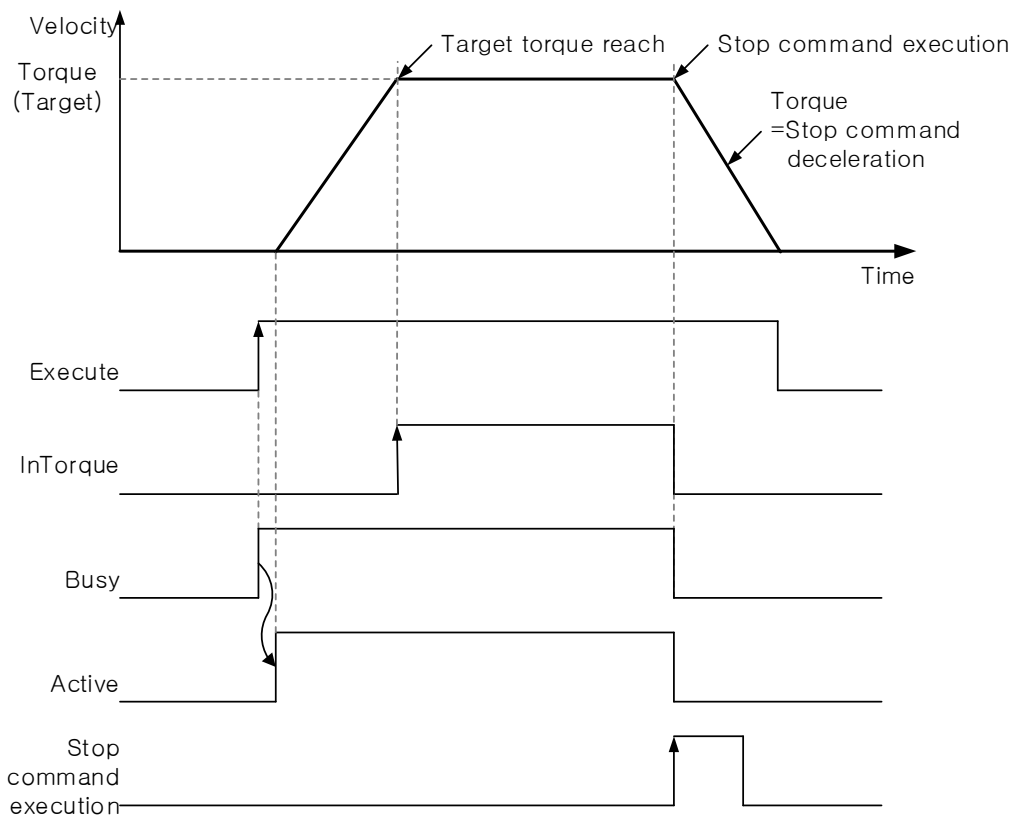 Velocity
Torque
(Target)
Target torque reach
Stop command execution
Torque
=Stop command
deceleration
Time
Execute
InTorque
Busy
Active
Stop
command
execution